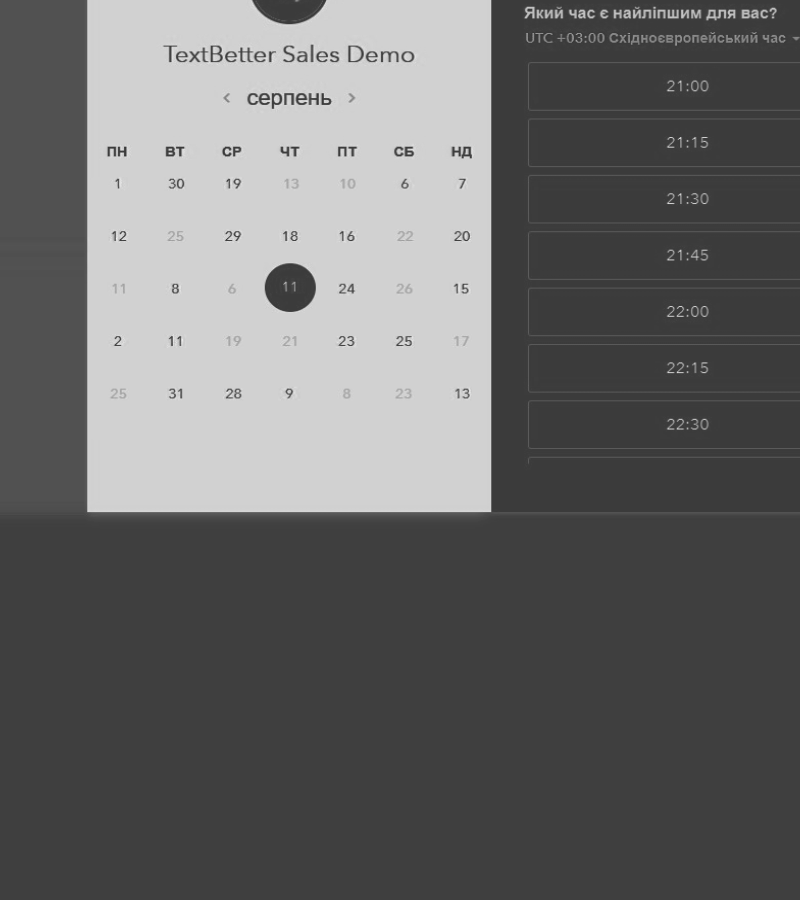 TextBetter Sales Demo
‹ серпень ›
ПН ВТ СР ЧТ ПТ СБ НД
1 30 19 13 10 6 7
12 25 29 18 16 22 20
11 8 6 11 24 26 15
2 11 19 21 23 25 17
25 31 28 9 8 23 13
Який час є найліпшим для вас?
UTC +03:00 Східноєвропейський час
21:00
21:15
21:30
21:45
22:00
22:15
22:30